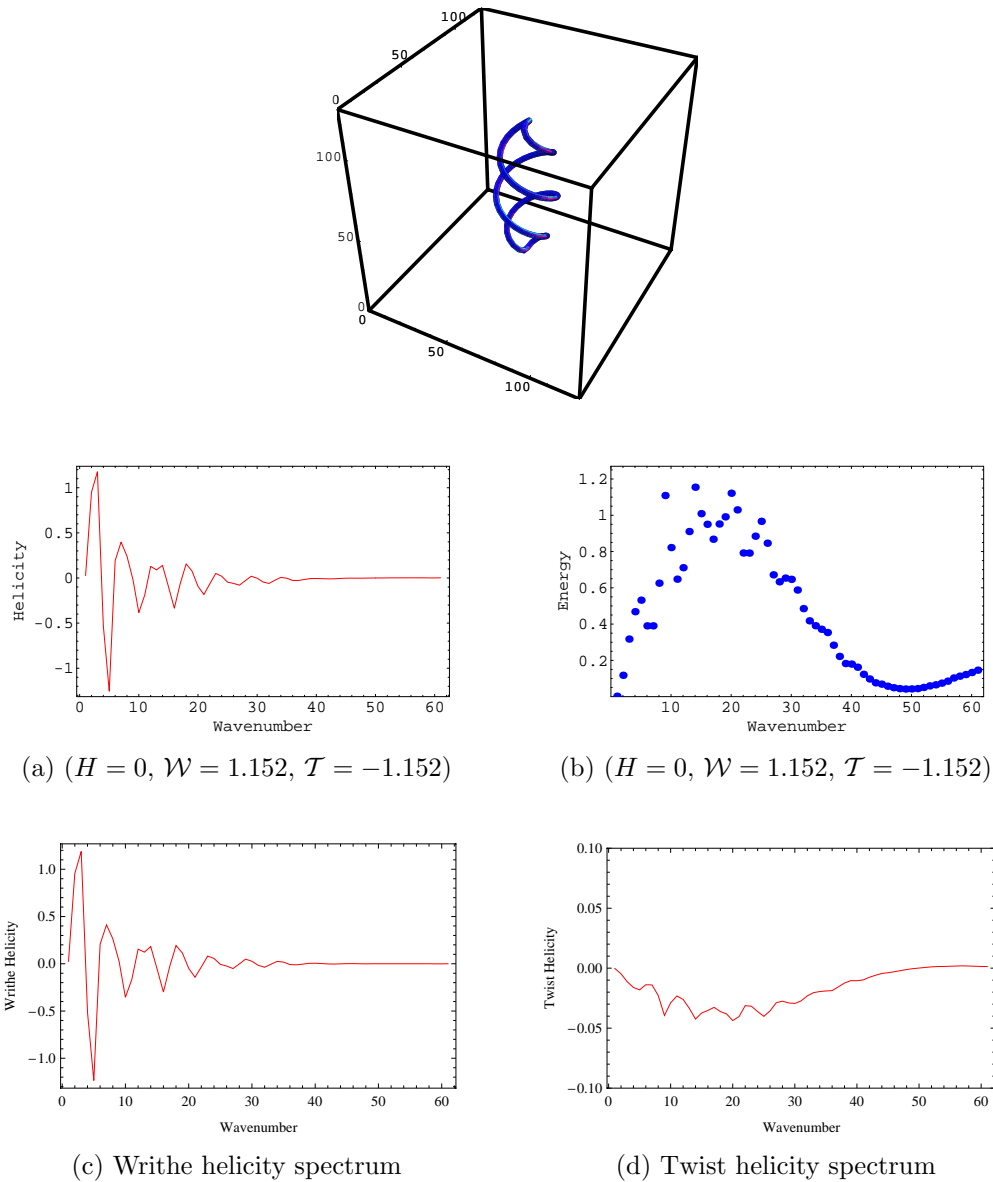 100
50
0
100
50
0
0
50
100
1
0.5
0
-0.5
-1
Helicity
0 10 20 30 40 50 60
Wavenumber
1.2
1
0.8
0.6
0.4
0.2
Energy
10 20 30 40 50 60
Wavenumber
(a) (H = 0, W = 1.152, T = −1.152)
(b) (H = 0, W = 1.152, T = −1.152)
1.0
0.5
0.0
−0.5
−1.0
Writhe Helicity
0 10 20 30 40 50 60
Wavenumber
0.10
0.05
0.00
−0.05
−0.10
Twist Helicity
0 10 20 30 40 50 60
Wavenumber
(c) Writhe helicity spectrum
(d) Twist helicity spectrum